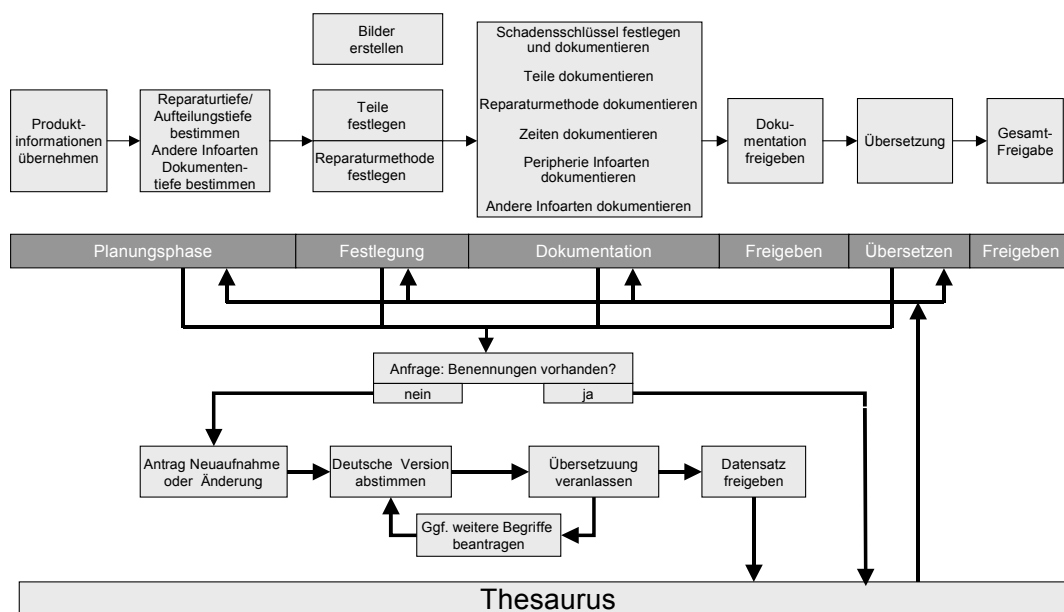 Bilder
erstellen
Schadensschlüssel festlegen
und dokumentieren
Teile dokumentieren
Reparaturmethode dokumentieren
Zeiten dokumentieren
Peripherie Infoarten
dokumentieren
Andere Infoarten dokumentieren
Produkt-
informationen
übernehmen
Reparaturtiefe/
Aufteilungstiefe
bestimmen
Andere Infoarten
Dokumenten-
tiefe bestimmen
Teile
festlegen
Reparaturmethode
festlegen
Doku-
mentation
freigeben
Übersetzung
Gesamt-
Freigabe
Planungsphase
Festlegung
Dokumentation
Freigeben
Übersetzen
Freigeben
Anfrage: Benennungen vorhanden?
nein
ja
Antrag Neuaufnahme
oder Änderung
Deutsche Version
abstimmen
Übersetzuung
veranlassen
Datensatz
freigeben
Ggf. weitere Begriffe
beantragen
Thesaurus